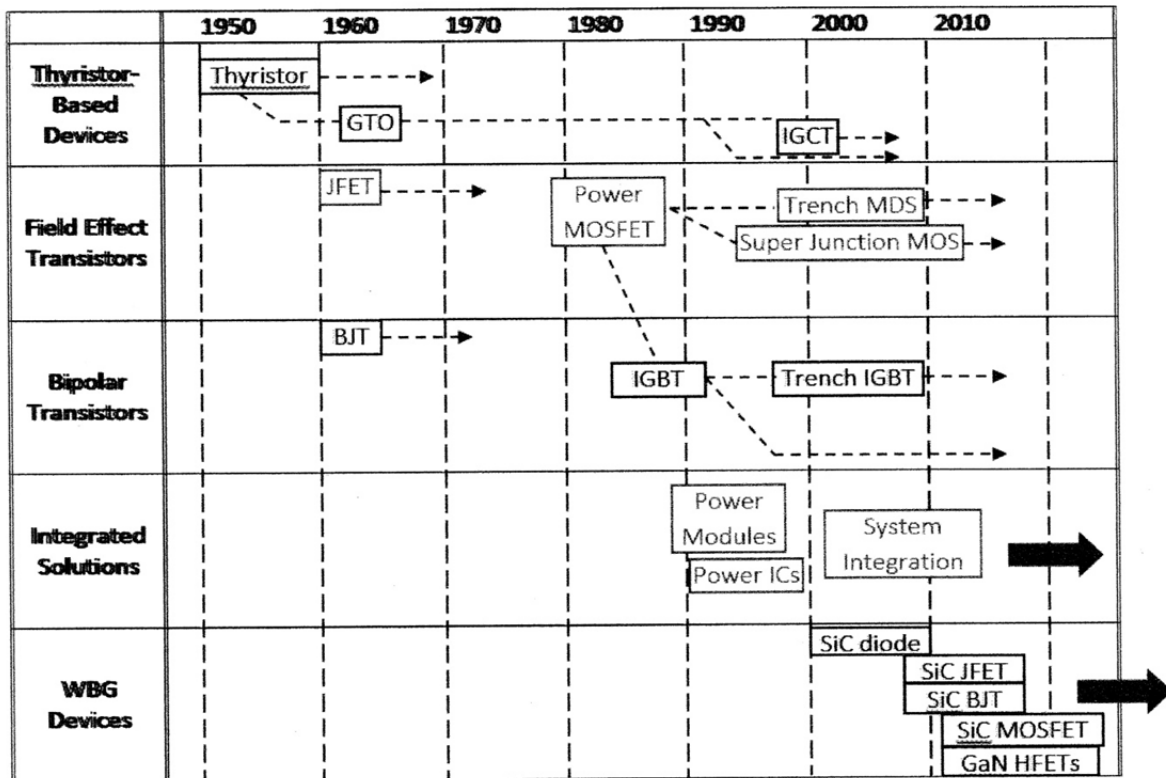 1950 1960 1970 1980 1990 2000 2010
Thyristor-
Based
Devices
Thyristor
GTO
IGCT
Field Effect
Transistors
JFET
Power
MOSFET
Trench MDS
Super Junction MOS
Bipolar
Transistors
BJT
IGBT
Trench IGBT
Integrated
Solutions
Power
Modules
Power ICs
System
Integration
WBG
Devices
SiC diode
SiC JFET
SiC BJT
SiC MOSFET
GaN HFETs